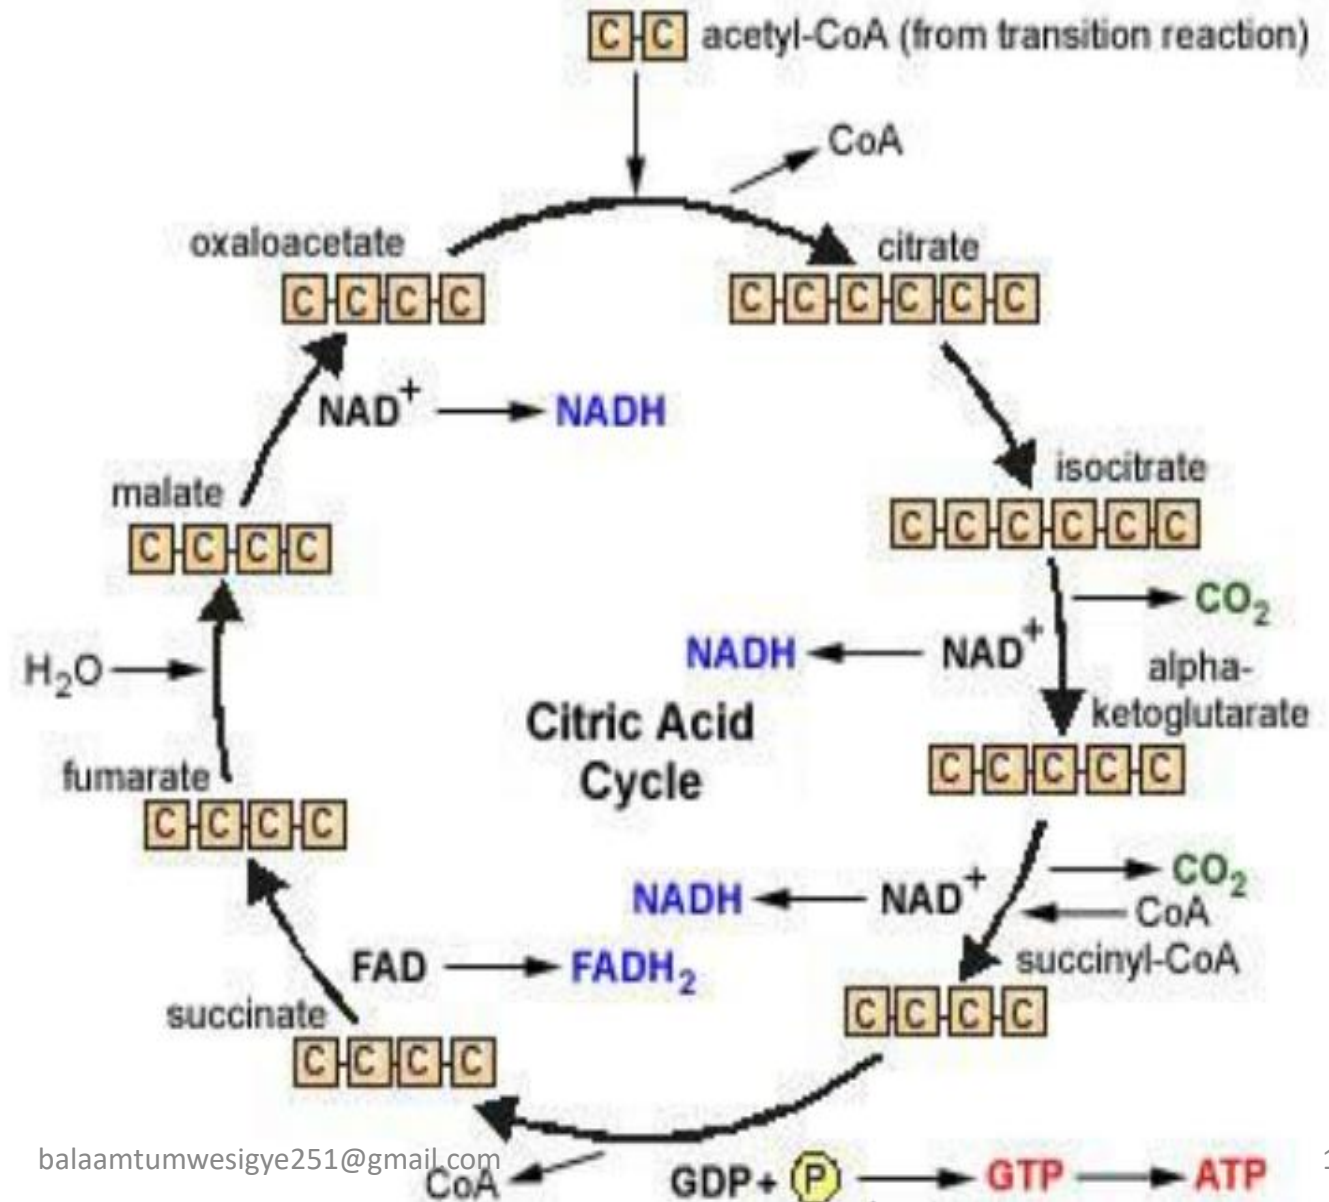 C C acetyl-CoA (from transition reaction)
CoA
oxaloacetate
citrate
C C C C
C C C C C C
NAD+ NADH
isocitrate
malate
C C C C C C
C C C C
CO2
NADH NAD+
H2O
alpha-
ketoglutarate
Citric Acid
Cycle
C C C C C
fumarate
C C C C
CO2
NADH NAD+
CoA
succinyl-CoA
FAD FADH2
C C C C
succinate
C C C C
balaamtumwesigye251@gmail.com
CoA
GDP+ P GTP ATP
1